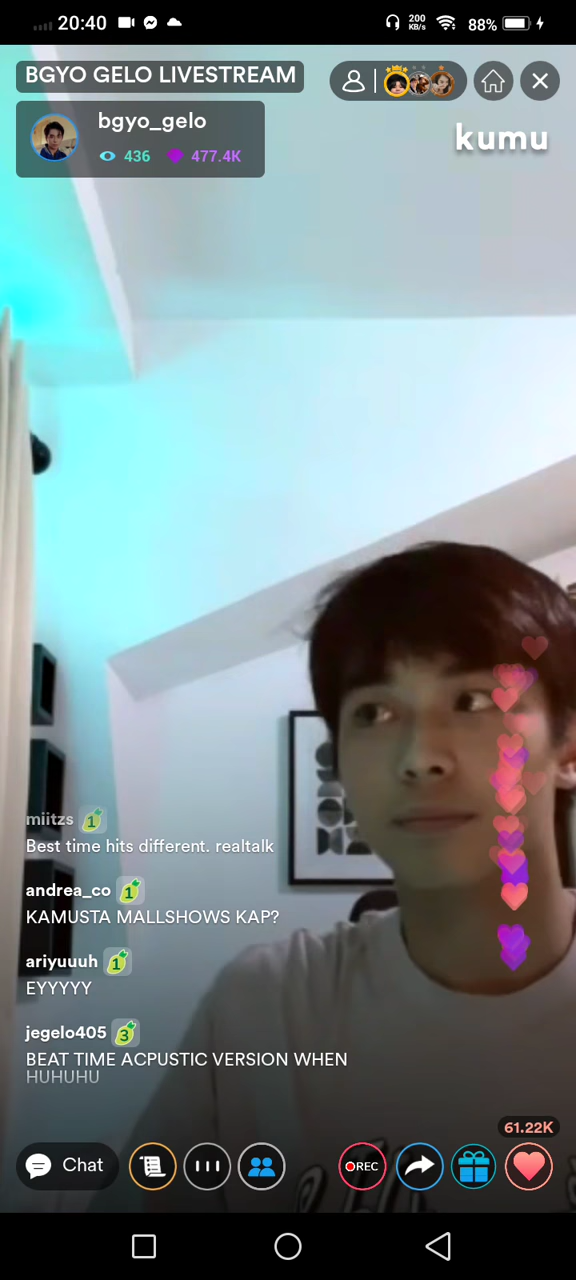 20:40
200
KB/s
88%
BGYO GELO LIVESTREAM
bgyo_gelo
436
477.4K
kumu
miitzs 1
Best time hits different. realtalk
andrea_co 1
KAMUSTA MALLSHOWS KAP?
ariyuuuh 1
EYYYYY
jegelo405 3
BEAT TIME ACPUSTIC VERSION WHEN
HUHUHU
61.22K
Chat
REC